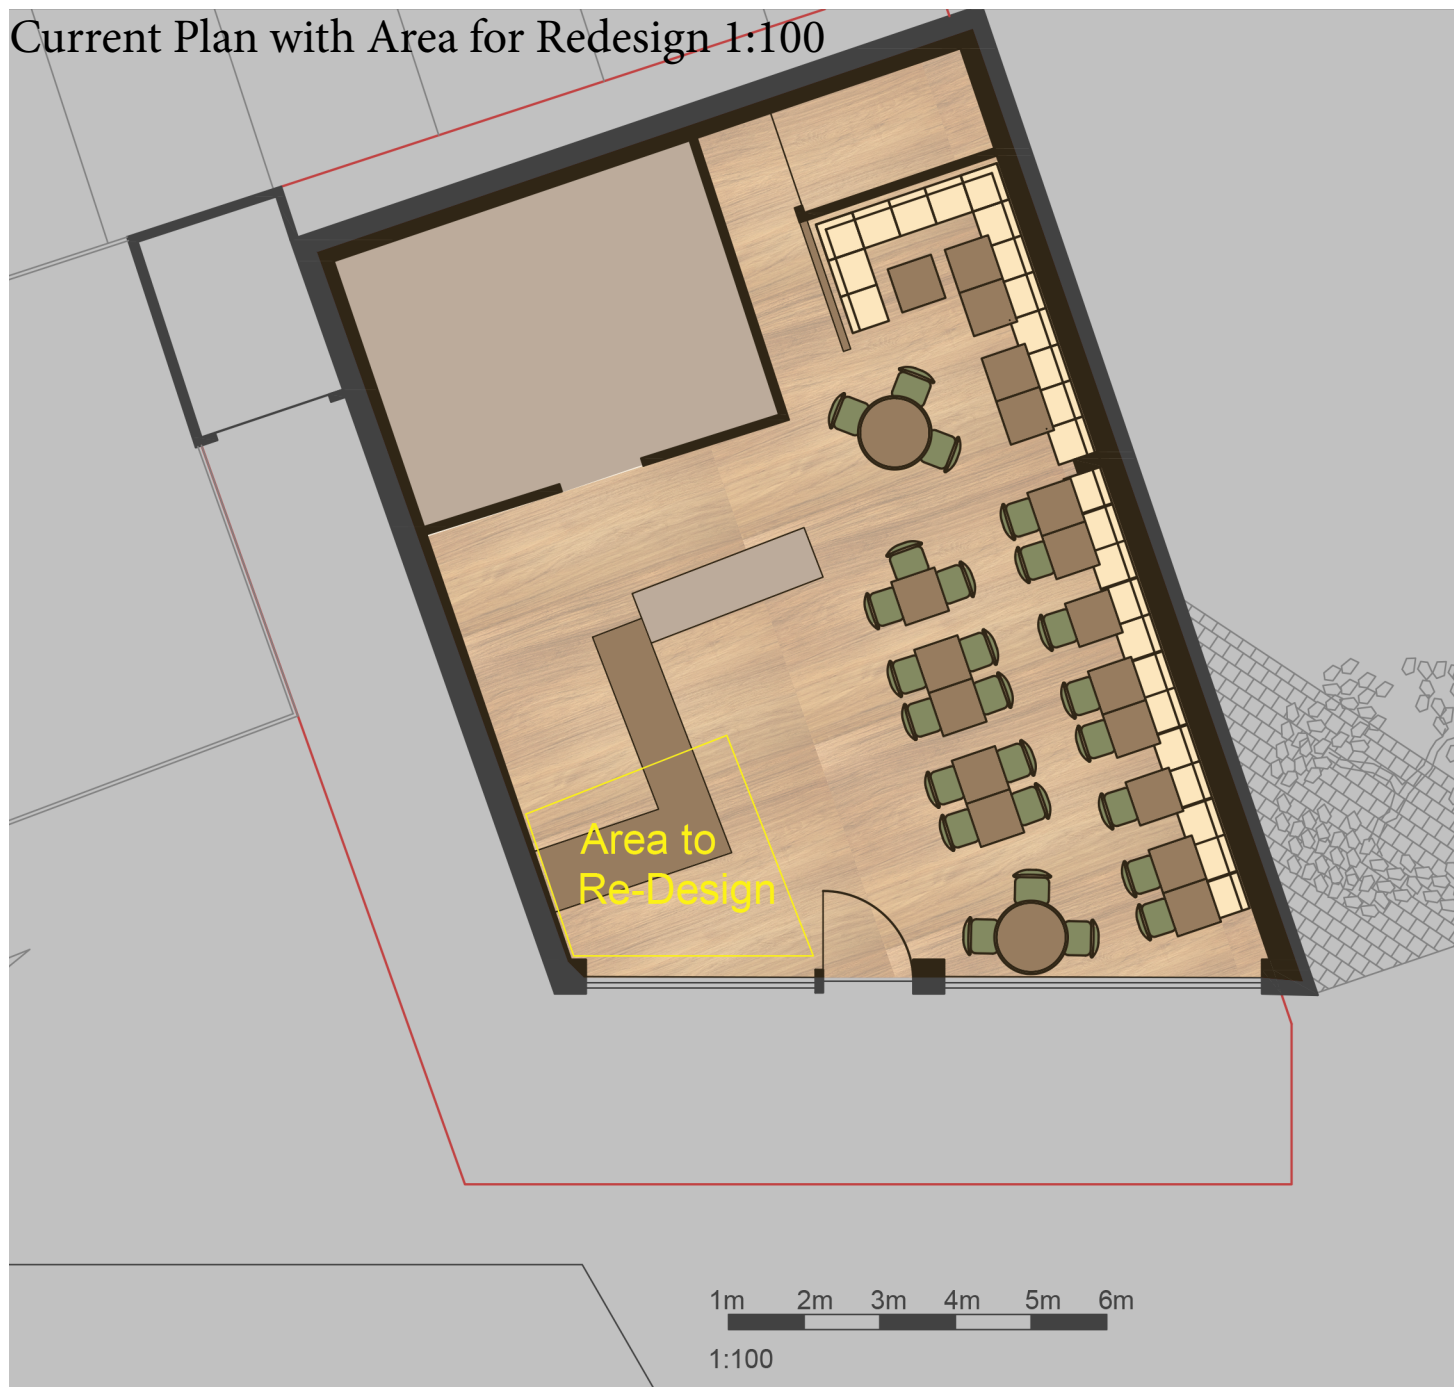 Current Plan with Area for Redesign 1:100
Area to
Re-Design
1m 2m 3m 4m 5m 6m
1:100